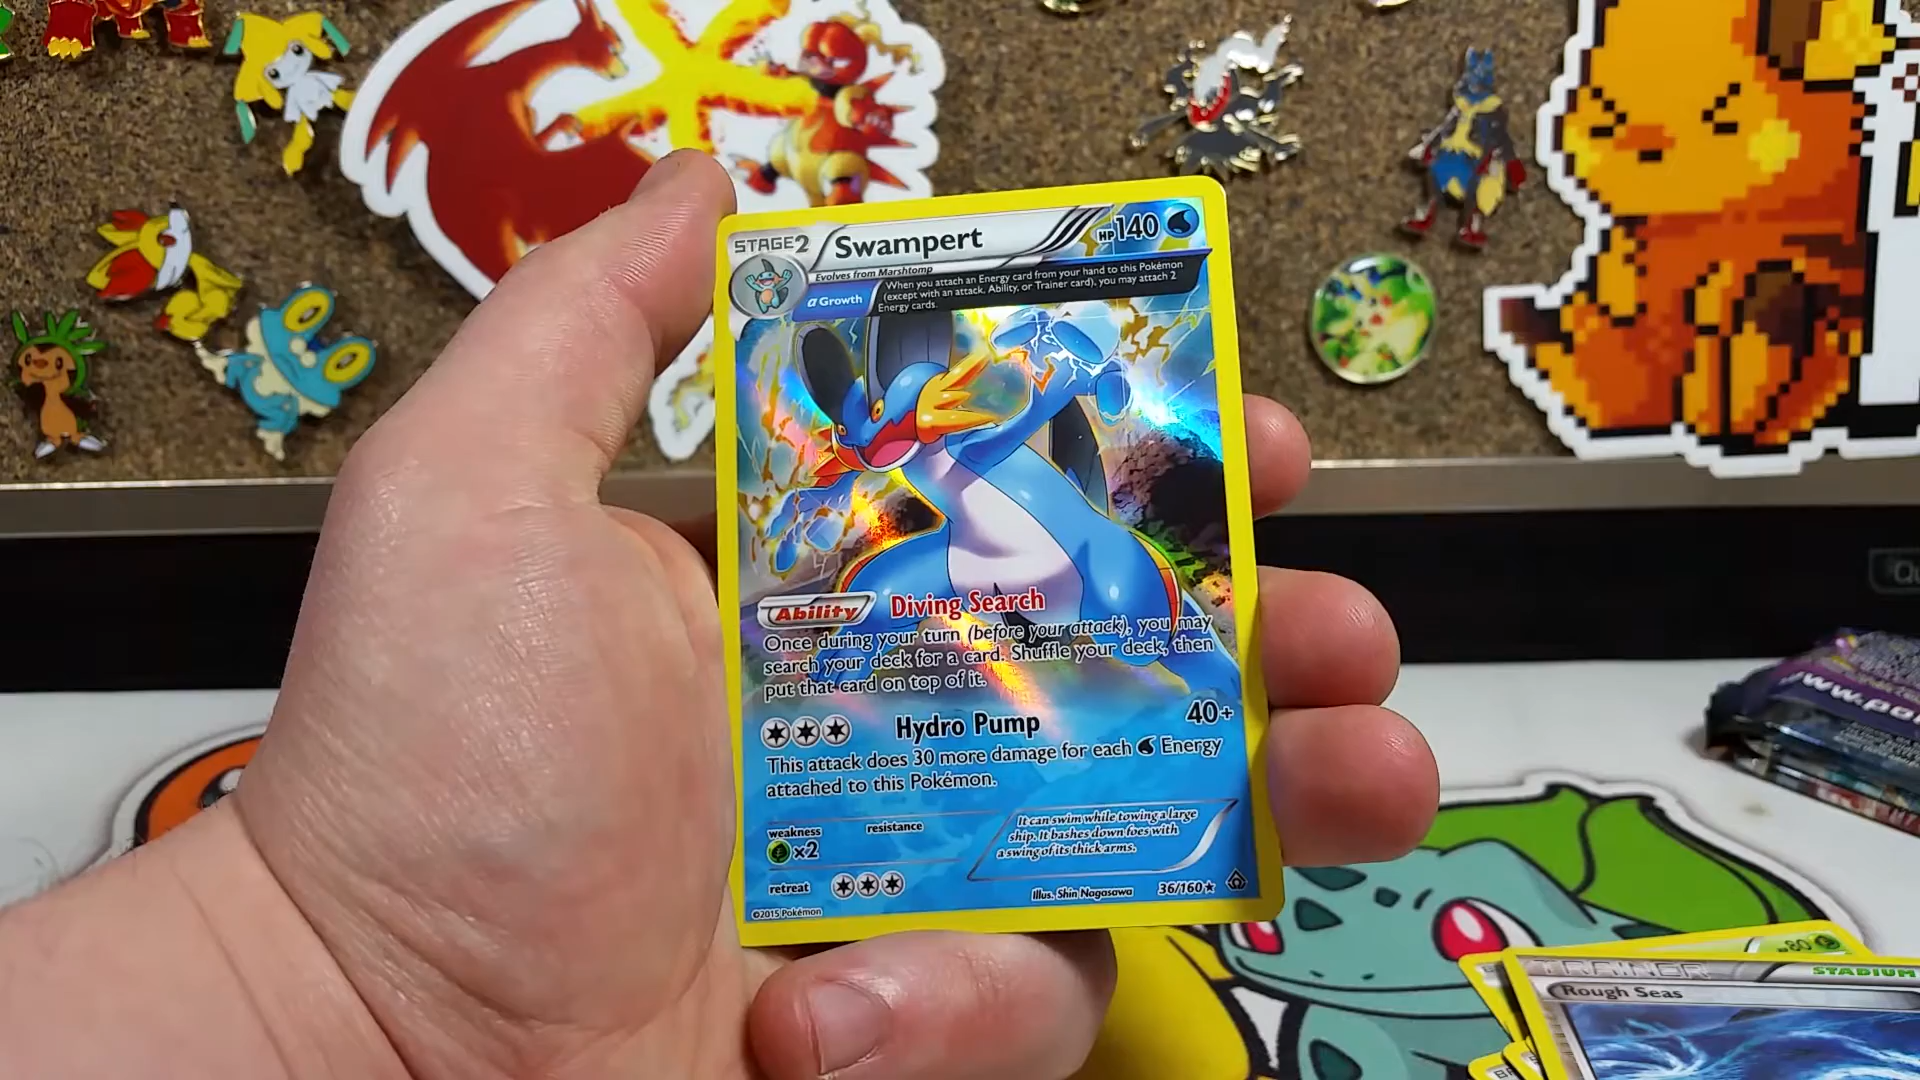 STAGE2 Swampert HP140
Evolves from Marshtomp
α Growth
When you attach an Energy card from your hand to this Pokémon
(except with an attack, Ability, or Trainer card), you may attach 2
Energy cards.
Ability Diving Search
Once during your turn (before your attack), you may
search your deck for a card. Shuffle your deck, then
put that card on top of it.
Hydro Pump 40+
This attack does 30 more damage for each Energy
attached to this Pokémon.
weakness resistance
×2
It can swim while towing a large
ship. It bashes down foes with
a swing of its thick arms.
retreat
Illus. Shin Nagasawa 36/160
©2015 Pokémon
80
TRAINER STADIUM
Rough Seas